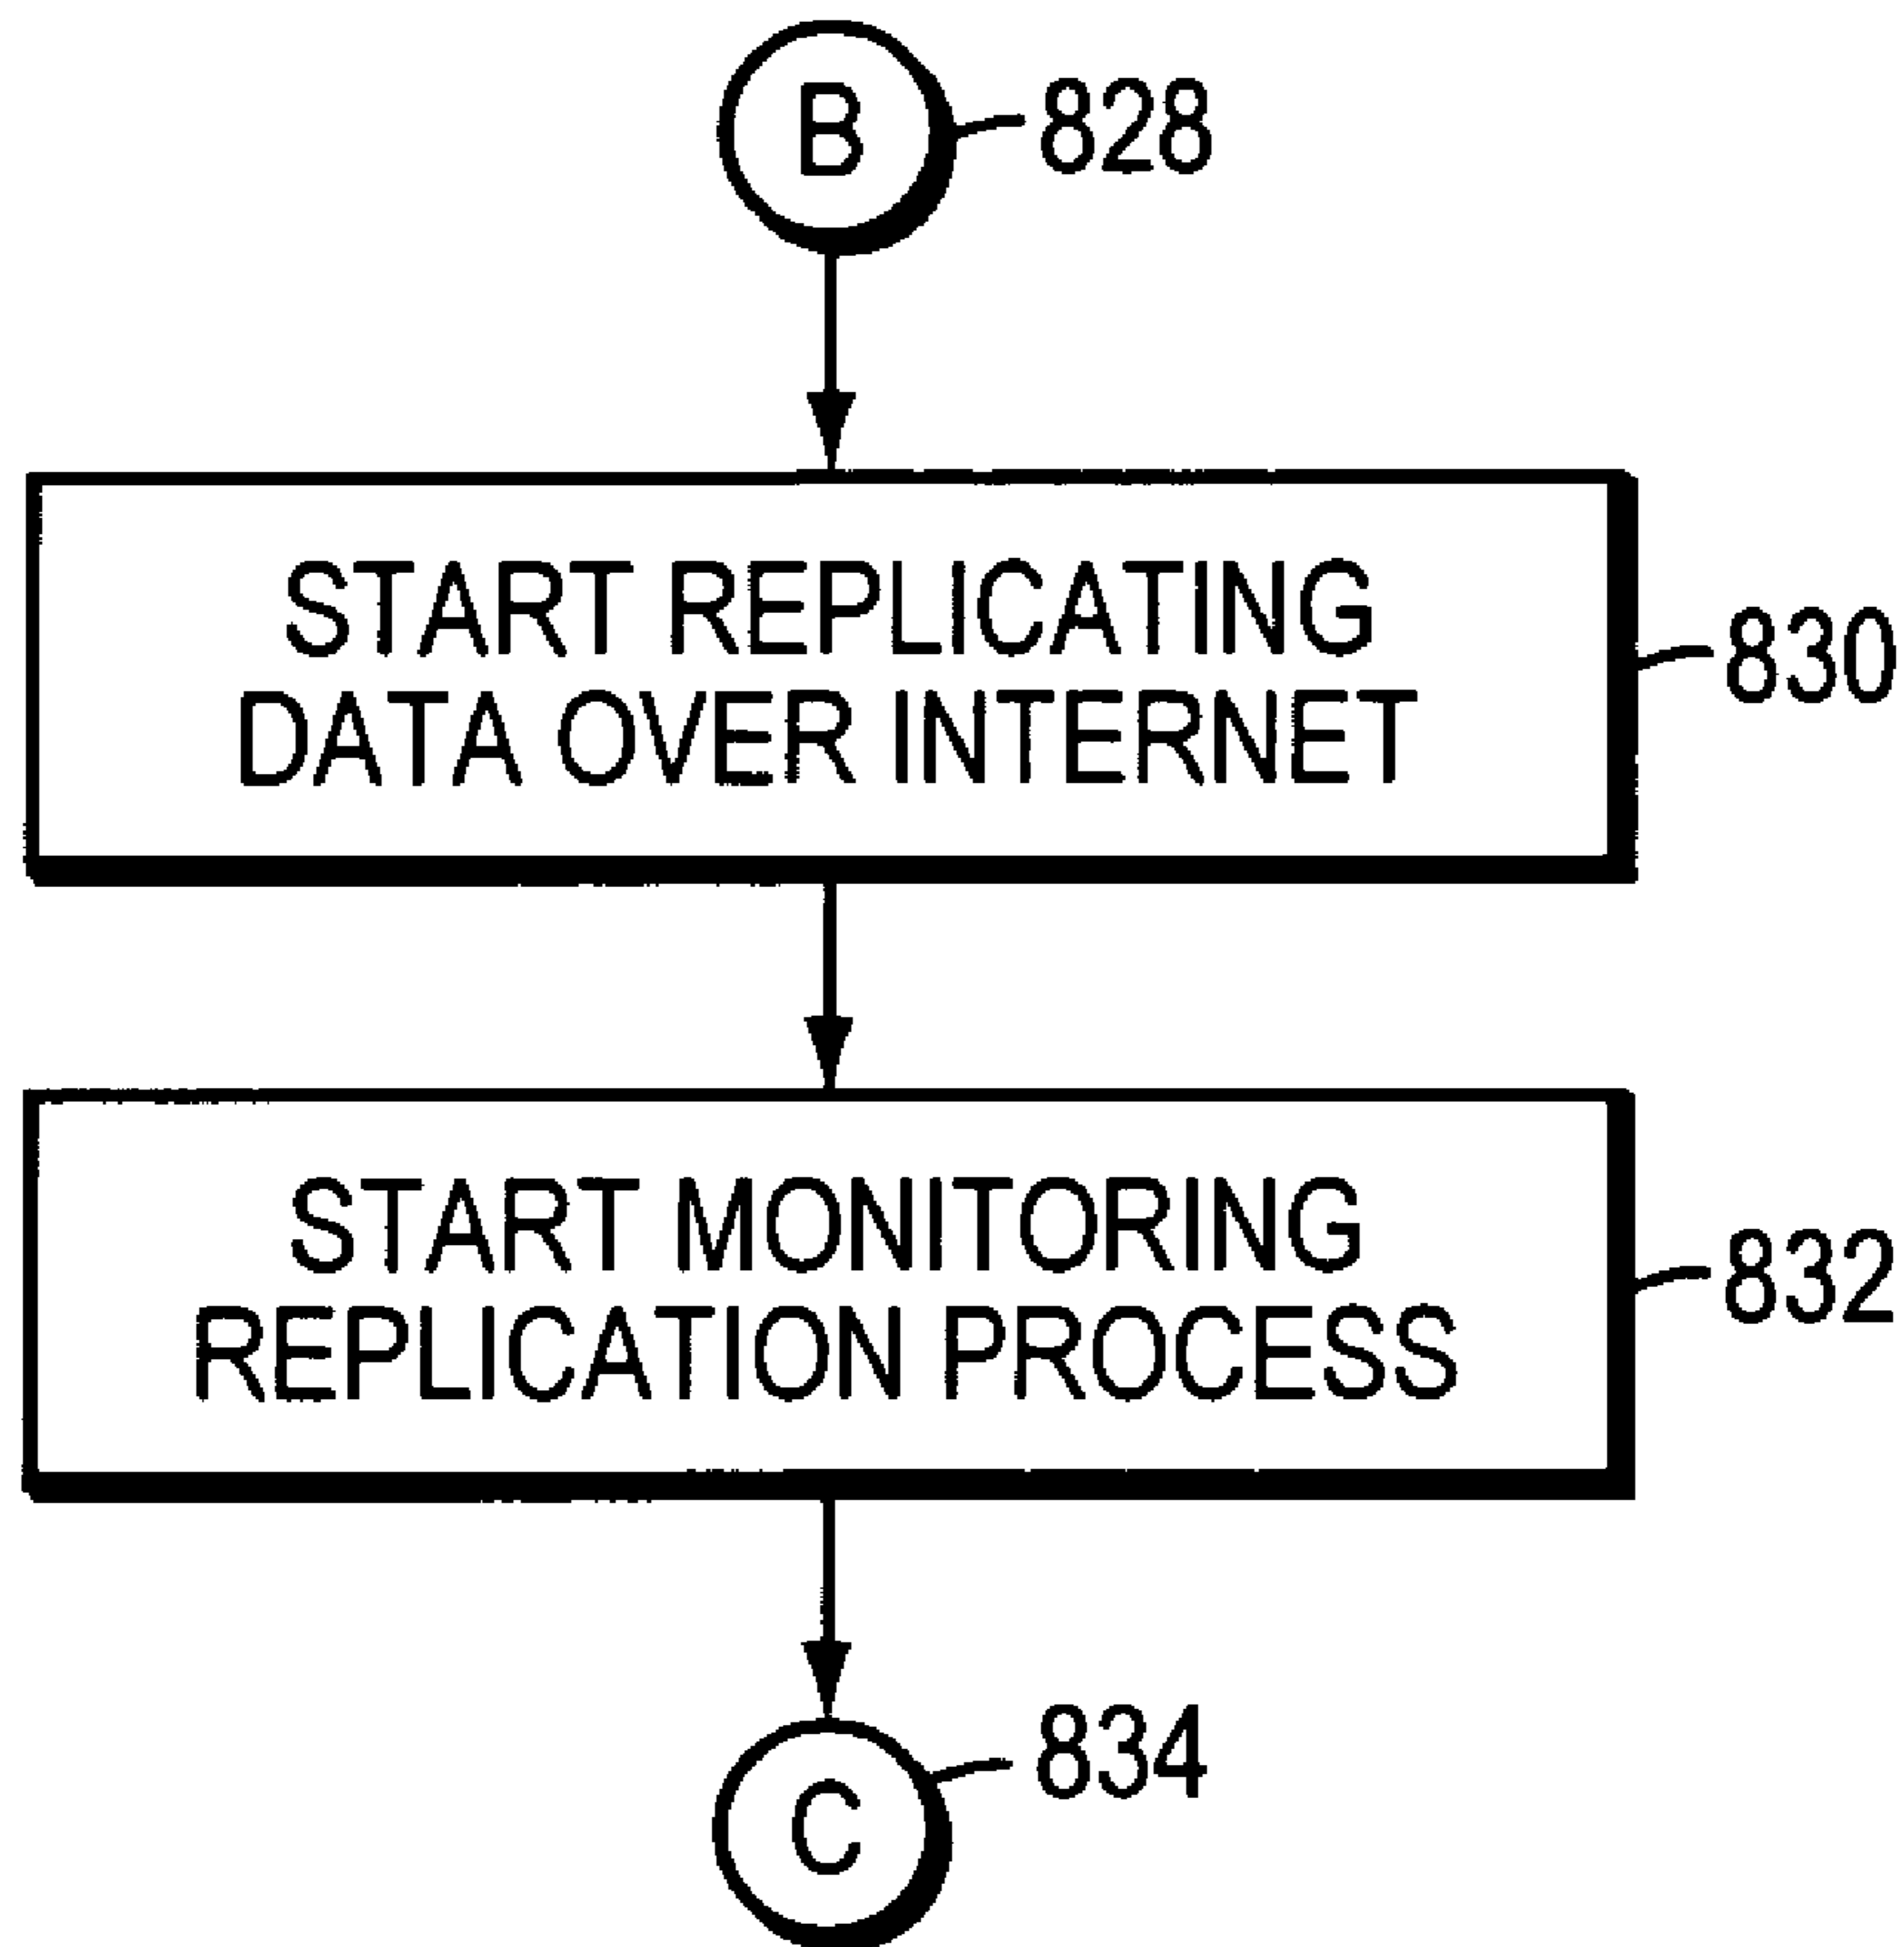 B
828
START REPLICATING
DATA OVER INTERNET
830
START MONITORING
REPLICATION PROCESS
832
834
C